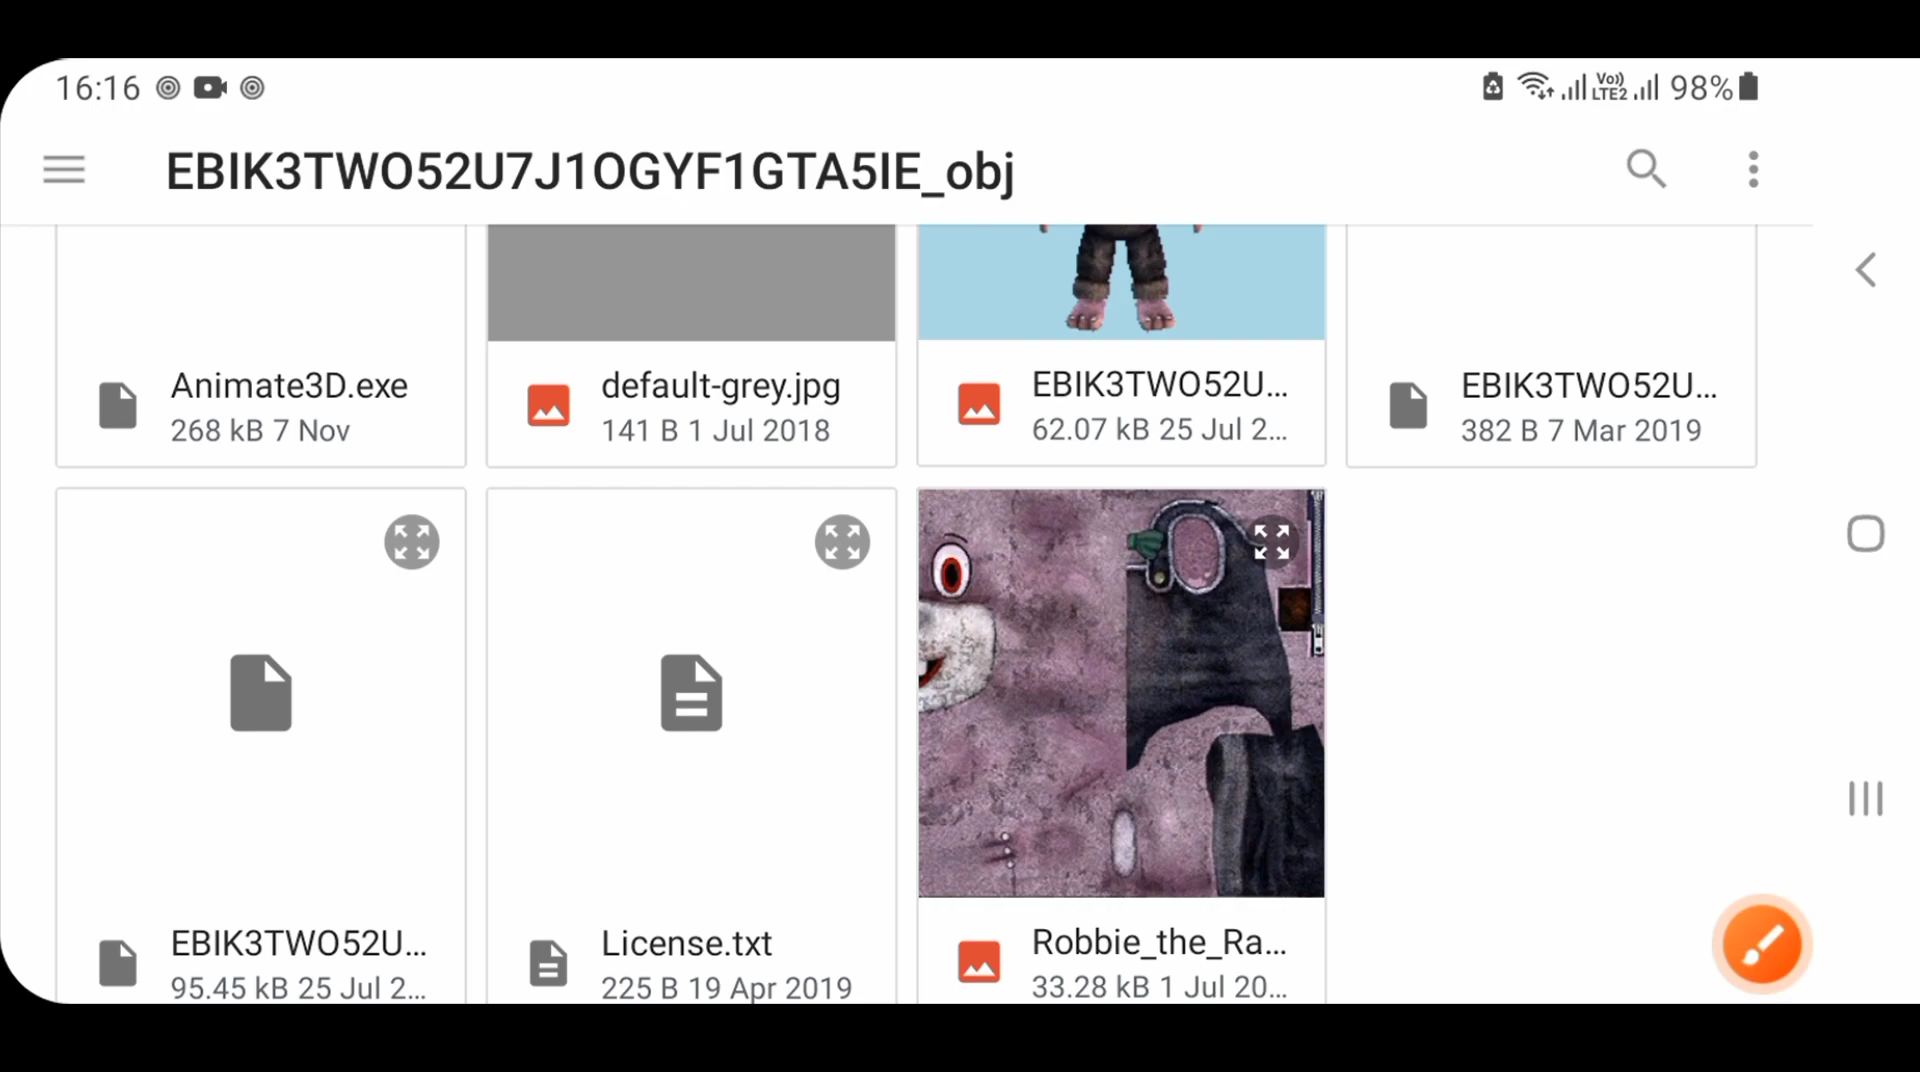 16:16 Vo)) LTE2 98%
EBIK3TWO52U7J1OGYF1GTA5IE_obj
Animate3D.exe
268 kB 7 Nov
default-grey.jpg
141 B 1 Jul 2018
EBIK3TWO52U...
62.07 kB 25 Jul 2...
EBIK3TWO52U...
382 B 7 Mar 2019
EBIK3TWO52U...
95.45 kB 25 Jul 2...
License.txt
225 B 19 Apr 2019
Robbie_the_Ra...
33.28 kB 1 Jul 20...